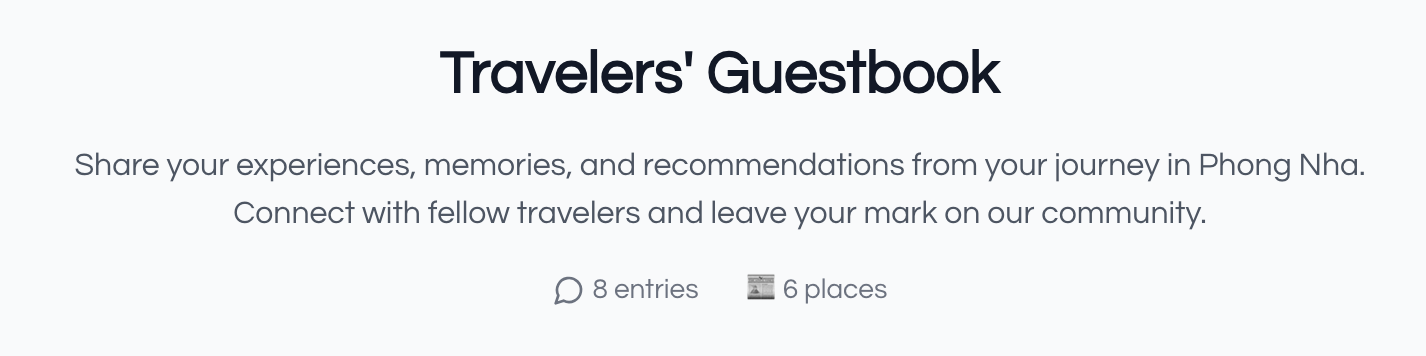 Travelers' Guestbook
Share your experiences, memories, and recommendations from your journey in Phong Nha.
Connect with fellow travelers and leave your mark on our community.
8 entries 6 places